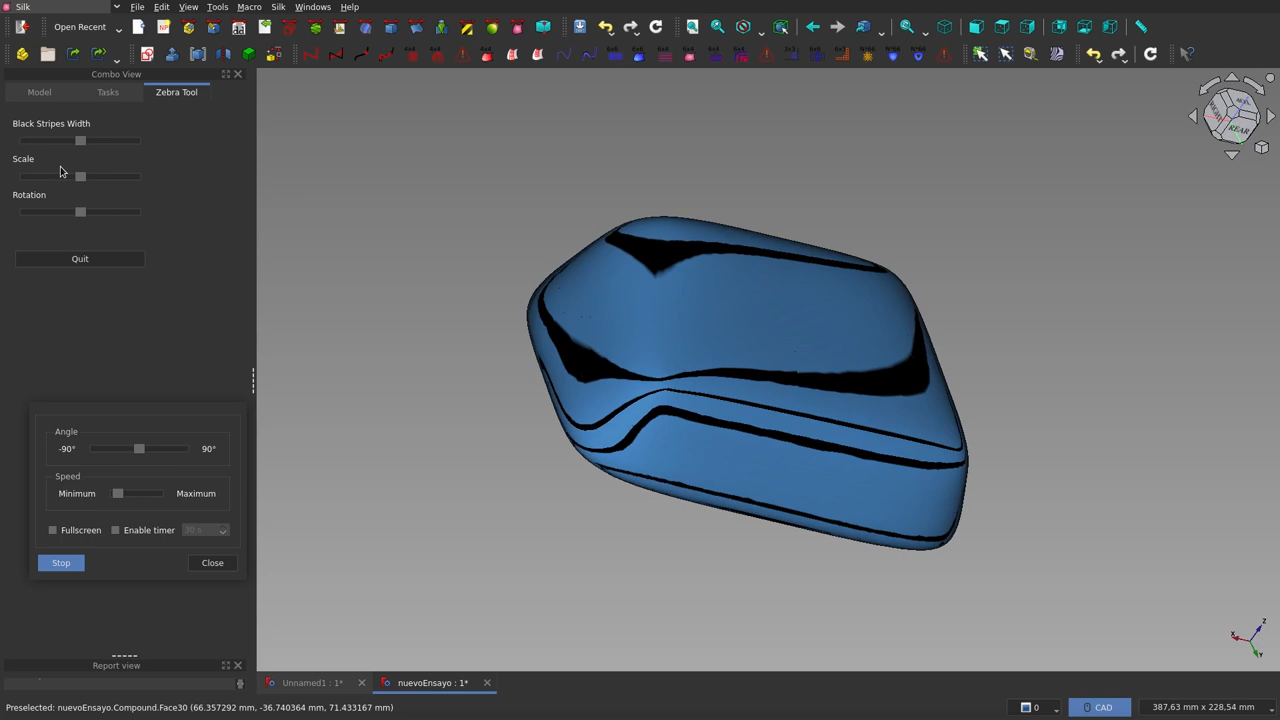 Silk File Edit View Tools Macro Silk Windows Help
Open Recent
Combo View
Model Tasks Zebra Tool
Black Stripes Width
Scale
Rotation
Quit
Angle
-90° 90°
Speed
Minimum Maximum
Fullscreen Enable timer 30 s
Stop Close
REAR
X Z Y
Report view
Unnamed1 : 1* nuevoEnsayo : 1*
Preselected: nuevoEnsayo.Compound.Face30 (66.357292 mm, -36.740364 mm, 71.433167 mm) 0 CAD 387,63 mm x 228,54 mm